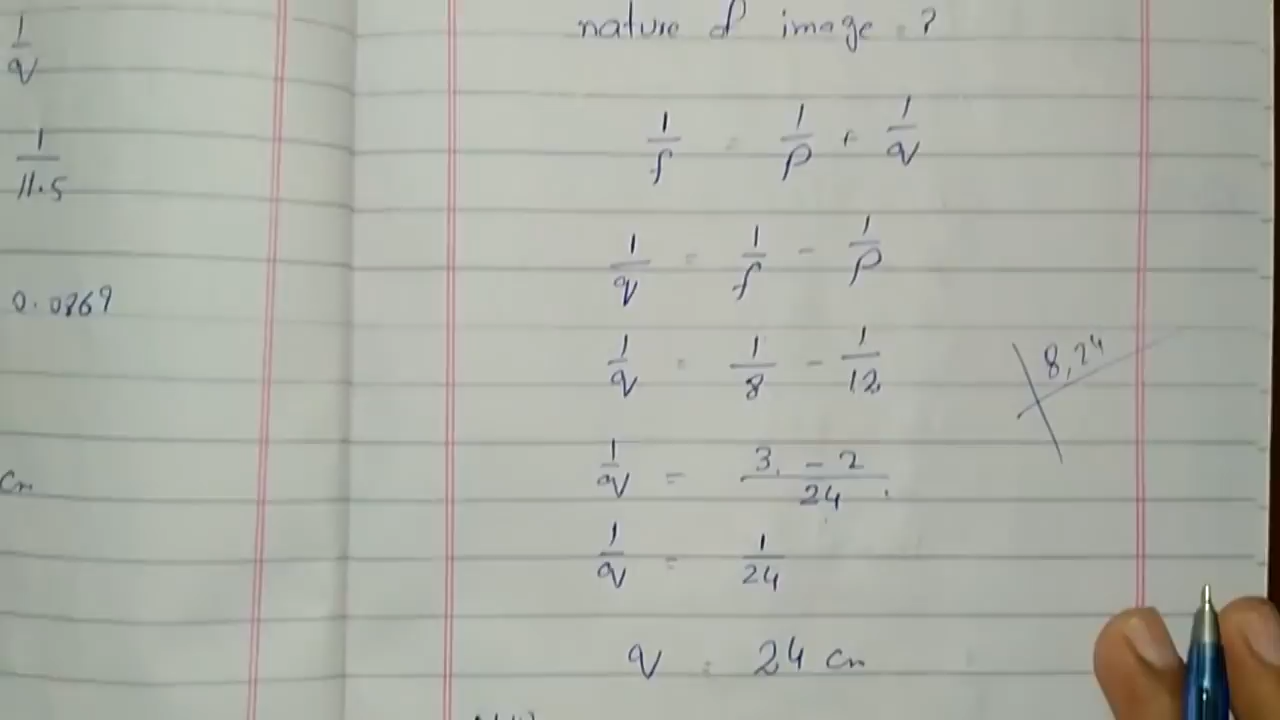 1/q
1/11.5
0.0869
cm
nature of image = ?
1/f = 1/p + 1/q
1/q = 1/f - 1/p
1/q = 1/8 - 1/12
8, 24
1/q = 3 - 2/24
1/q = 1/24
q = 24 cm